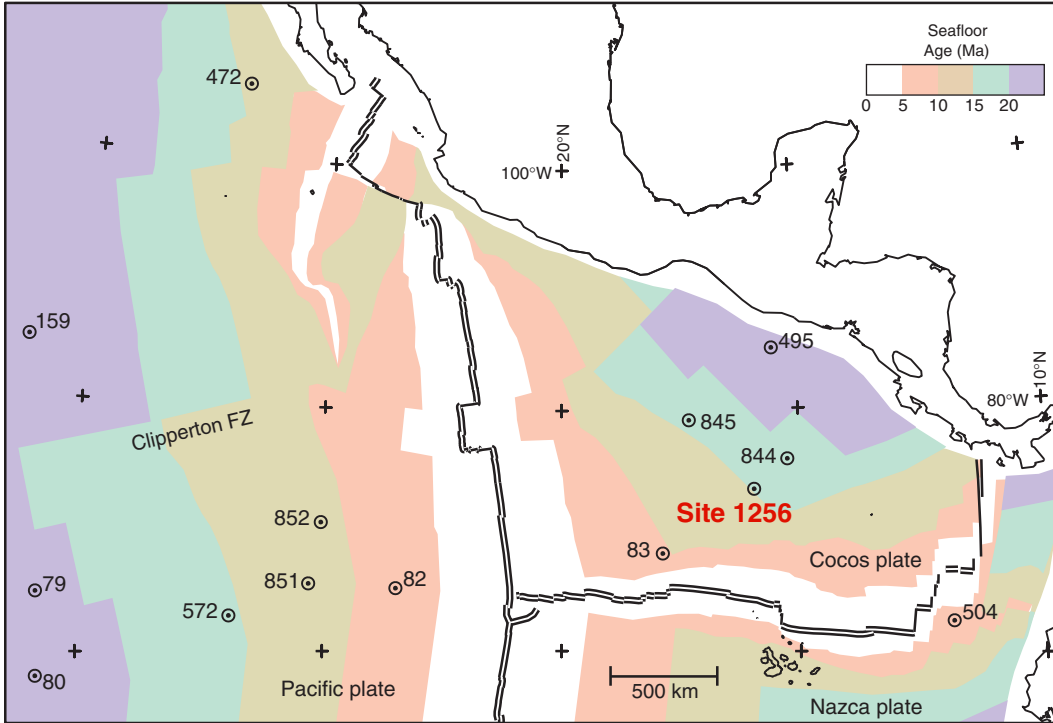 Seafloor
Age (Ma)
0 5 10 15 20
472
20°N
100°W
159
495
10°N
80°W
Clipperton FZ
845
844
Site 1256
852
83
Cocos plate
79
851
82
572
504
80
Pacific plate
500 km
Nazca plate